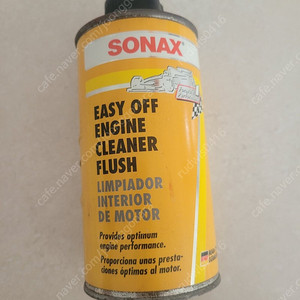 SONAX
EASY OFF
ENGINE
CLEANER
FLUSH
LIMPIADOR
INTERIOR
DE MOTOR
Provides optimum
engine performance.
Proporciona unas presta-
ciones óptimas al motor.